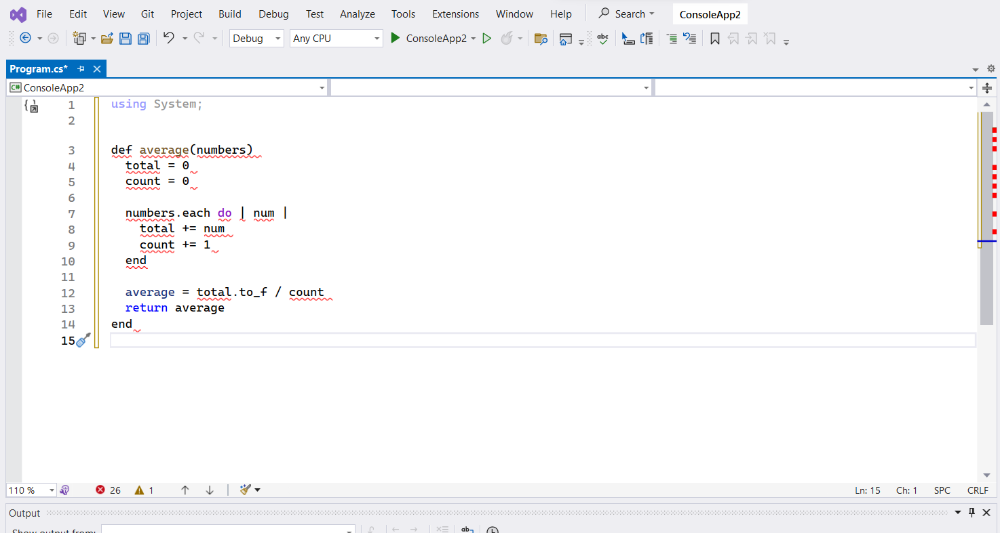 File Edit View Git Project Build Debug Test Analyze Tools Extensions Window Help Search ConsoleApp2
Debug Any CPU ConsoleApp2 abc
Program.cs*
C# ConsoleApp2
1 using System;
2
3 def average(numbers)
4 total = 0
5 count = 0
6
7 numbers.each do | num |
8 total += num
9 count += 1
10 end
11
12 average = total.to_f / count
13 return average
14 end
15
110 % 26 1 Ln: 15 Ch: 1 SPC CRLF
Output
Show output from: ab